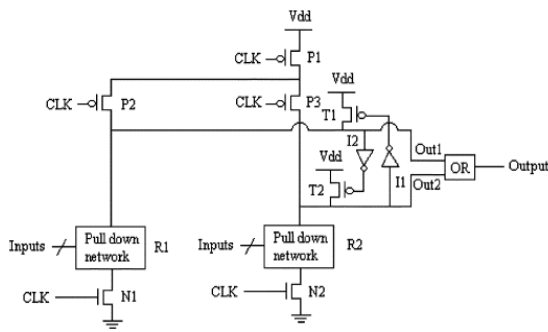 Vdd
CLK
P1
Vdd
CLK
P2
CLK
P3
T1
I2
Out1
Vdd
OR
Output
T2
I1
Out2
Inputs
Pull down
network
R1
Inputs
Pull down
network
R2
CLK
N1
CLK
N2